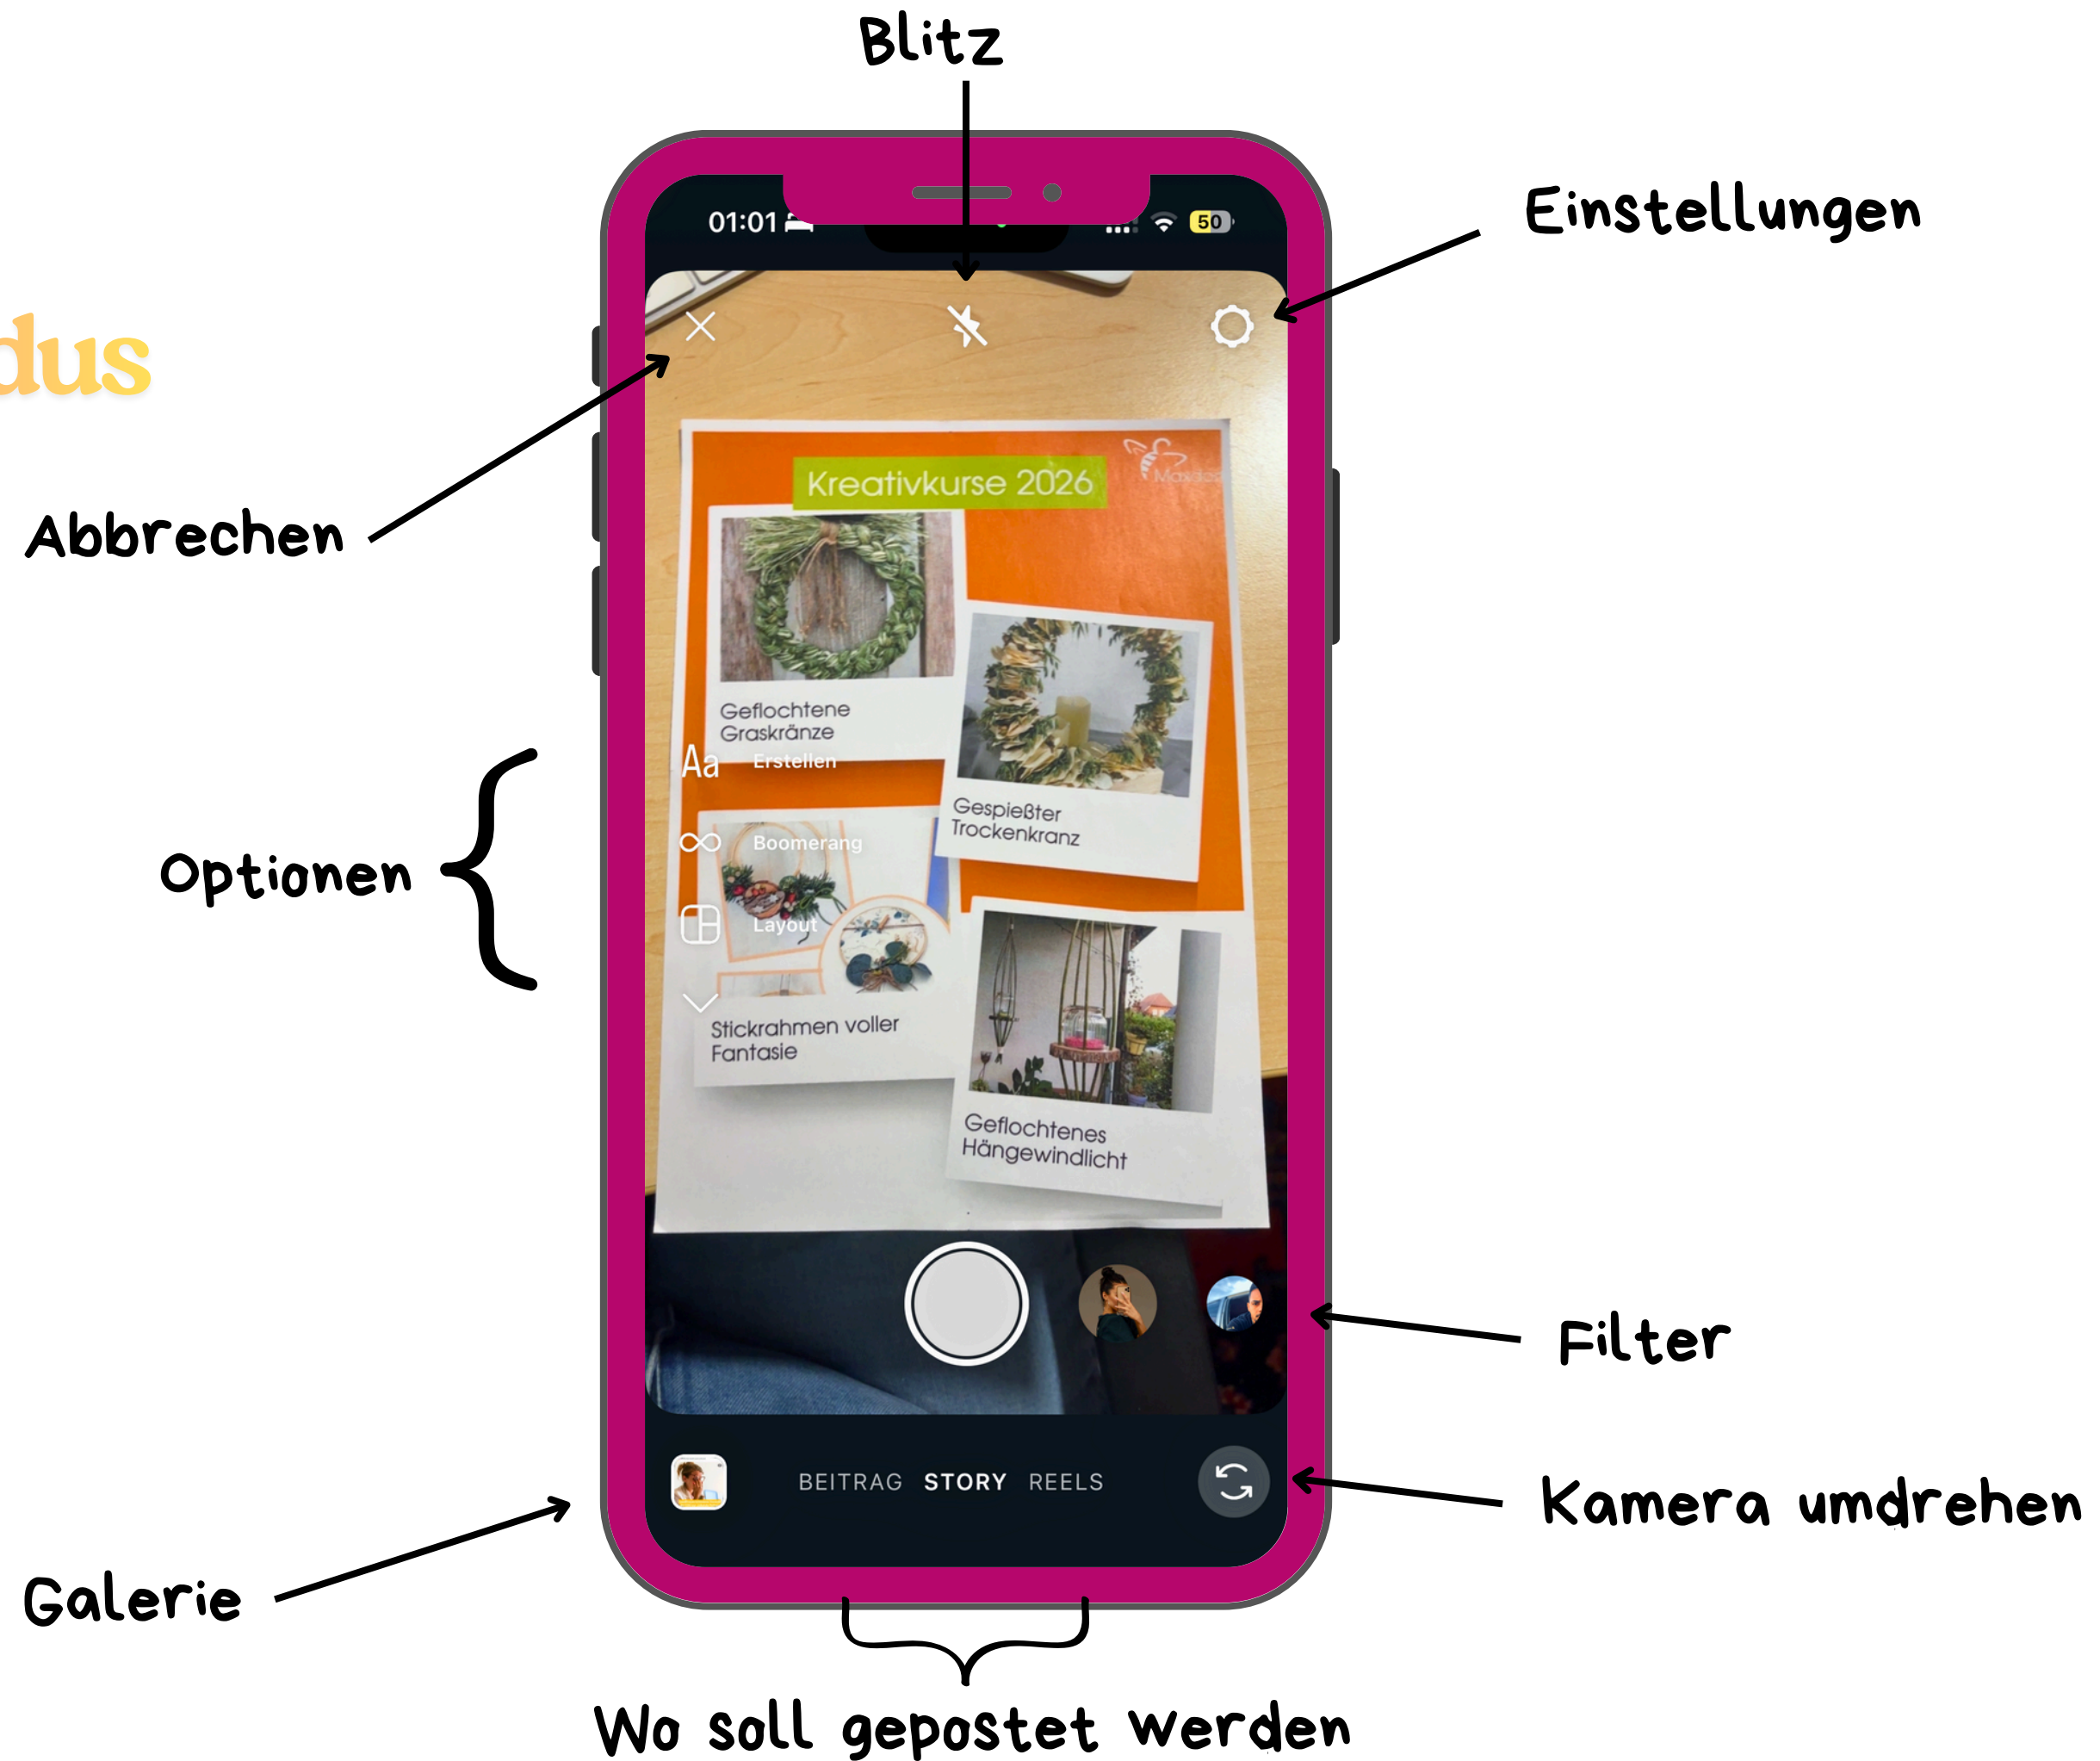 Blitz
Einstellungen
01:01
50
dus
Kreativkurse 2026
Abbrechen
Geflochtene
Graskränze
Aa Erstellen
Gespießter
Trockenkranz
Boomerang
Optionen
Layout
Stickrahmen voller
Fantasie
Geflochtenes
Hängewindlicht
Filter
BEITRAG STORY REELS
Kamera umdrehen
Galerie
Wo soll gepostet werden